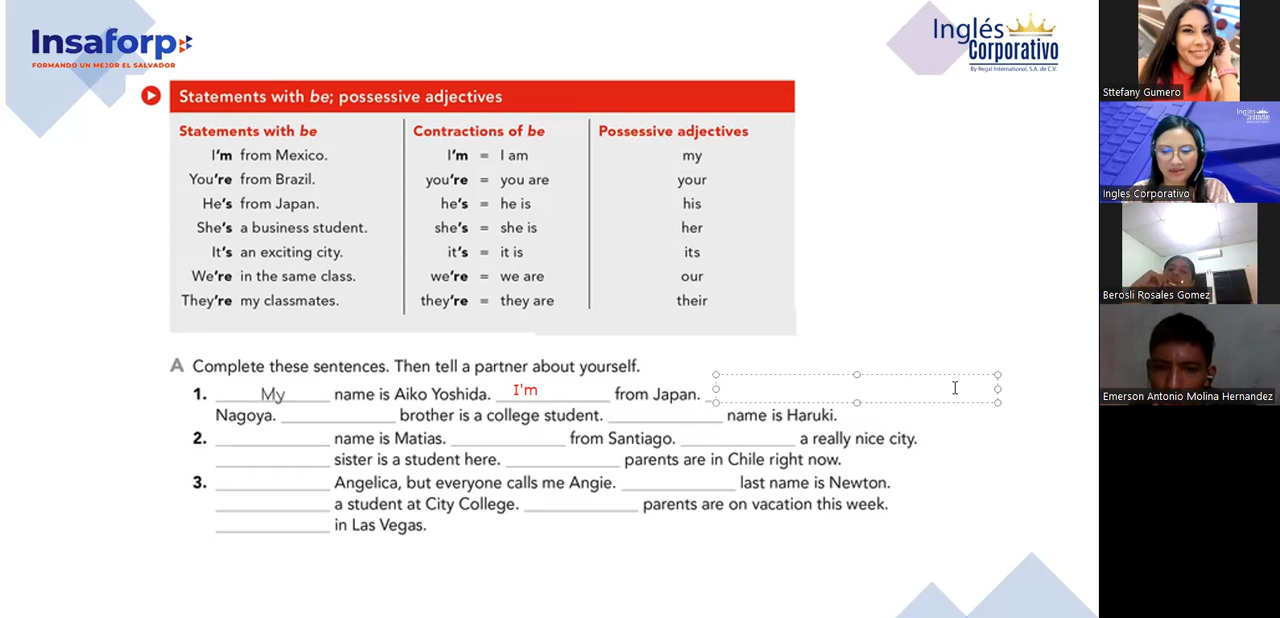 Insaforp
FORMANDO UN MEJOR EL SALVADOR
Inglés
Corporativo
By Regal International, S.A. de C.V.
Statements with be; possessive adjectives
Statements with be Contractions of be Possessive adjectives
I'm from Mexico. I'm = I am my
You're from Brazil. you're = you are your
He's from Japan. he's = he is his
She's a business student. she's = she is her
It's an exciting city. it's = it is its
We're in the same class. we're = we are our
They're my classmates. they're = they are their
A Complete these sentences. Then tell a partner about yourself.
1. My name is Aiko Yoshida. I'm from Japan.
Nagoya. brother is a college student. name is Haruki.
2. name is Matias. from Santiago. a really nice city.
sister is a student here. parents are in Chile right now.
3. Angelica, but everyone calls me Angie. last name is Newton.
a student at City College. parents are on vacation this week.
in Las Vegas.
Sttefany Gumero
Inglés
Corporativo
Ingles Corporativo
Berosli Rosales Gomez
Emerson Antonio Molina Hernandez